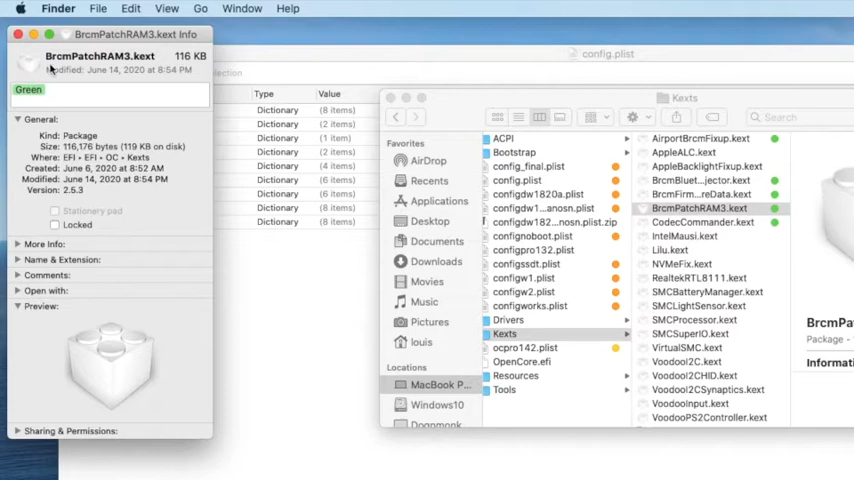 Finder File Edit View Go Window Help
BrcmPatchRAM3.kext Info
BrcmPatchRAM3.kext 116 KB
Modified: June 14, 2020 at 8:54 PM
Green
General:
Kind: Package
Size: 116,176 bytes (119 KB on disk)
Where: EFI ▸ EFI ▸ OC ▸ Kexts
Created: June 6, 2020 at 8:52 AM
Modified: June 14, 2020 at 8:54 PM
Version: 2.5.3
Stationery pad
Locked
More Info:
Name & Extension:
Comments:
Open with:
Preview:
Sharing & Permissions:
config.plist
Type Value
Dictionary (8 items)
Dictionary (2 items)
Dictionary (1 item)
Dictionary (2 items)
Dictionary (4 items)
Dictionary (6 items)
Dictionary (6 items)
Dictionary (8 items)
Dictionary (2 items)
Kexts
Search
Favorites
AirDrop
Recents
Applications
Desktop
Documents
Downloads
Movies
Music
Pictures
louis
Locations
MacBook P...
Windows10
ACPI
Bootstrap
config_final.plist
config.plist
configdw1820a.plist
configdw1...anosn.plist
configdw182...nosn.plist.zip
confignoboot.plist
configpro132.plist
configssdt.plist
configw1.plist
configw2.plist
configworks.plist
Drivers
Kexts
ocpro142.plist
OpenCore.efi
Resources
Tools
AirportBrcmFixup.kext
AppleALC.kext
AppleBacklightFixup.kext
BrcmBluet...jector.kext
BrcmFirm...reData.kext
BrcmPatchRAM3.kext
CodecCommander.kext
IntelMausi.kext
Lilu.kext
NVMeFix.kext
RealtekRTL8111.kext
SMCBatteryManager.kext
SMCLightSensor.kext
SMCProcessor.kext
SMCSuperIO.kext
VirtualSMC.kext
VoodooI2C.kext
VoodooI2CHID.kext
VoodooI2CSynaptics.kext
VoodooInput.kext
VoodooPS2Controller.kext
BrcmPa
Package -
Informati